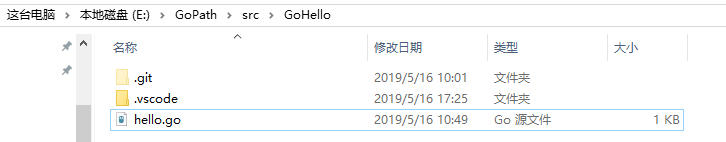 这台电脑 > 本地磁盘 (E:) > GoPath > src > GoHello
名称 修改日期 类型 大小
.git 2019/5/16 10:01 文件夹
.vscode 2019/5/16 17:25 文件夹
hello.go 2019/5/16 10:49 Go 源文件 1 KB